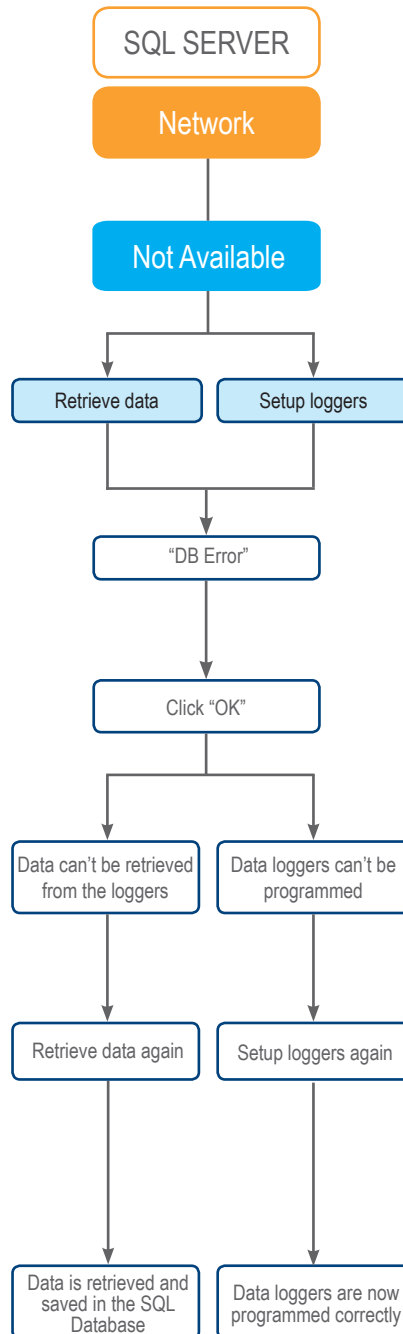 SQL SERVER
Network
Not Available
Retrieve data
Setup loggers
“DB Error”
Click “OK”
Data can’t be retrieved
from the loggers
Data loggers can’t be
programmed
Retrieve data again
Setup loggers again
Data is retrieved and
saved in the SQL
Database
Data loggers are now
programmed correctly